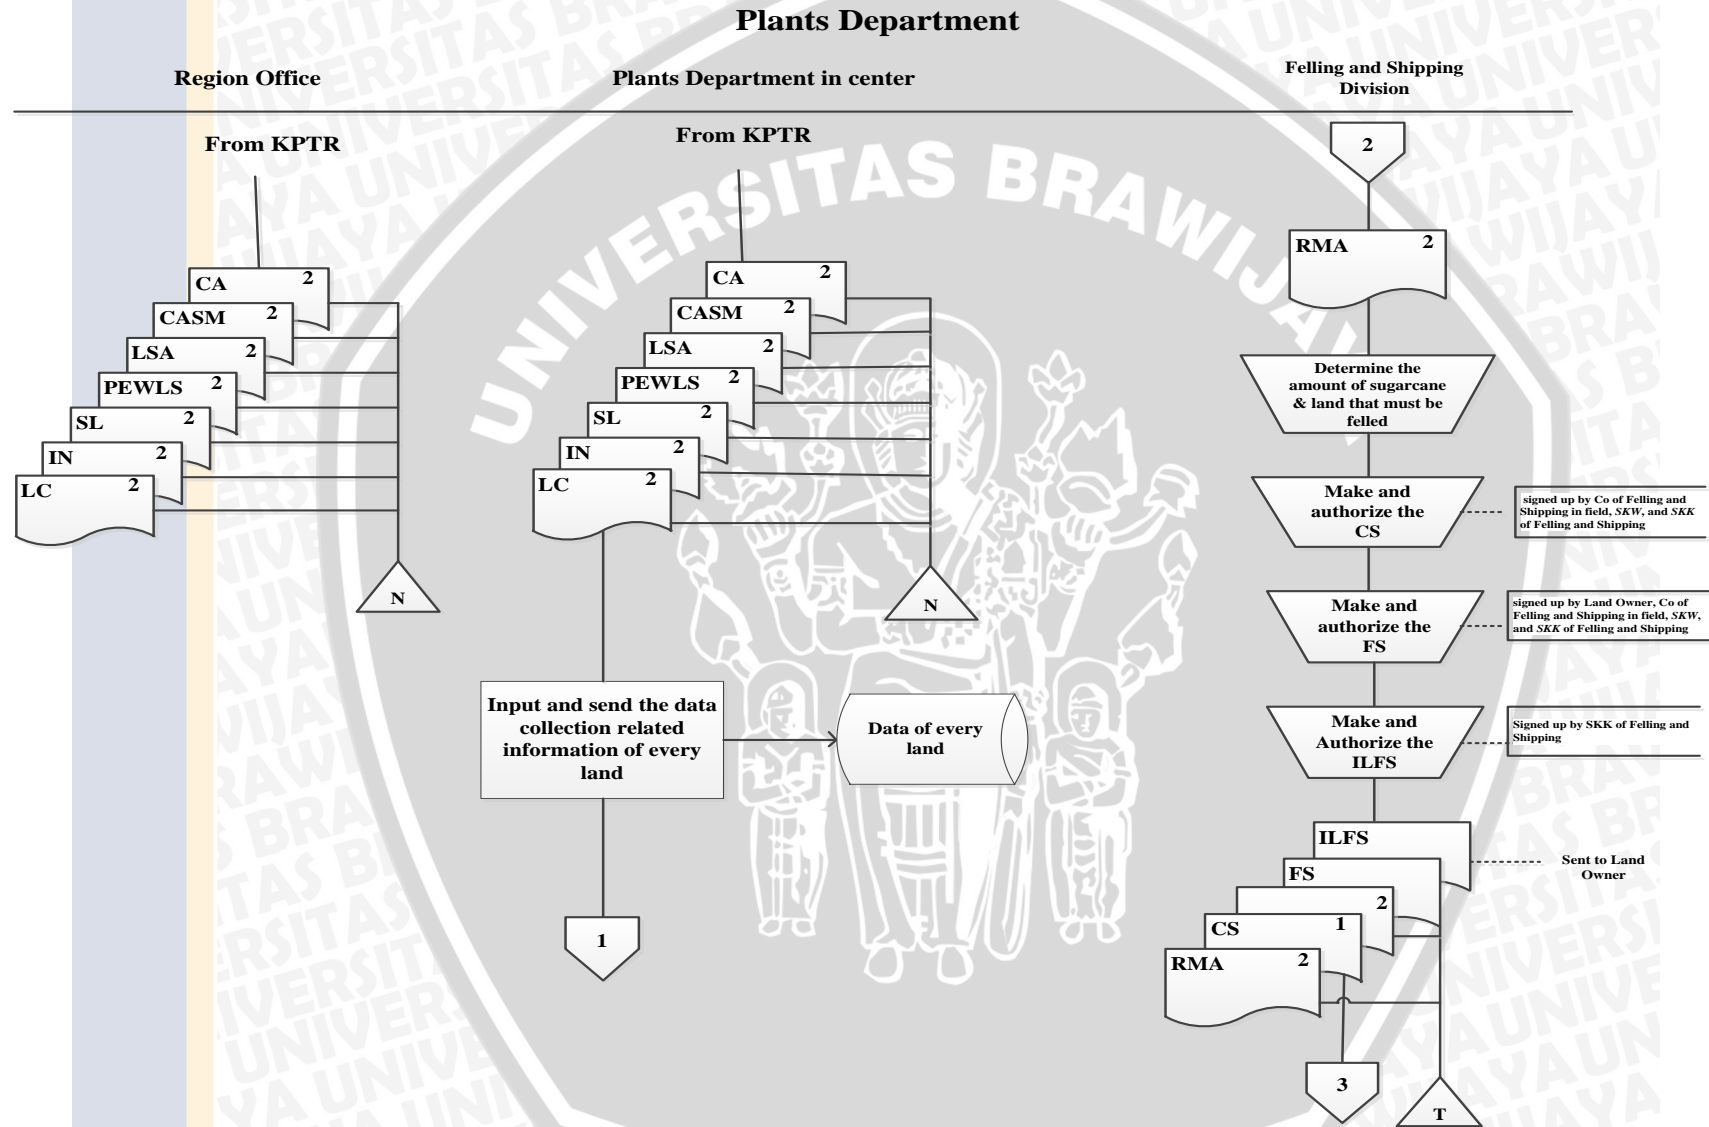 Plants Department
Region Office
Plants Department in center
Felling and Shipping
Division
From KPTR
CA 2
CASM 2
LSA 2
PEWLS 2
SL 2
IN 2
LC 2
N
From KPTR
CA 2
CASM 2
LSA 2
PEWLS 2
SL 2
IN 2
LC 2
N
Input and send the data
collection related
information of every
land
Data of every
land
1
2
RMA 2
Determine the
amount of sugarcane
& land that must be
felled
Make and
authorize the
CS
signed up by Co of Felling and
Shipping in field, SKW, and SKK
of Felling and Shipping
Make and
authorize the
FS
signed up by Land Owner, Co of
Felling and Shipping in field, SKW,
and SKK of Felling and Shipping
Make and
Authorize the
ILFS
Signed up by SKK of Felling and
Shipping
ILFS
Sent to Land
Owner
FS
2
CS 1
RMA 2
3
T
UNIVERSITAS BRAWIJAYA